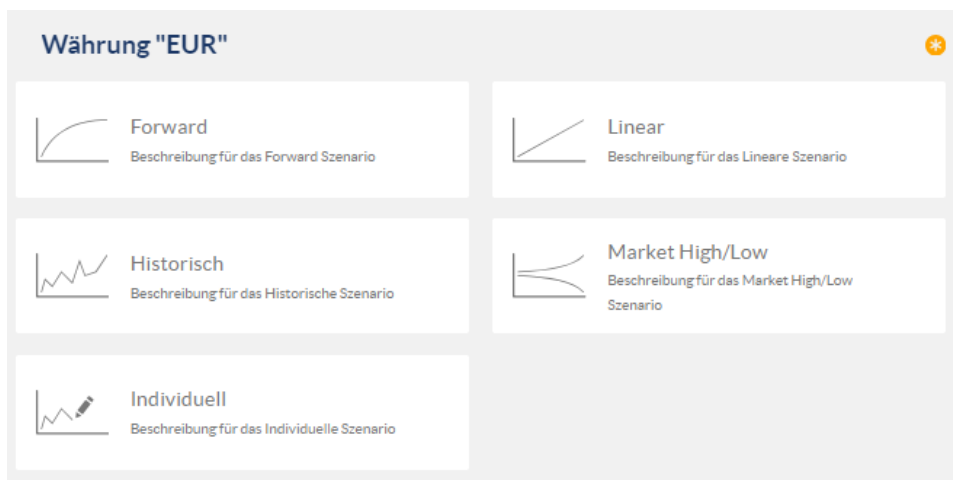 Währung "EUR"
Forward
Beschreibung für das Forward Szenario
Linear
Beschreibung für das Lineare Szenario
Historisch
Beschreibung für das Historische Szenario
Market High/Low
Beschreibung für das Market High/Low
Szenario
Individuell
Beschreibung für das Individuelle Szenario